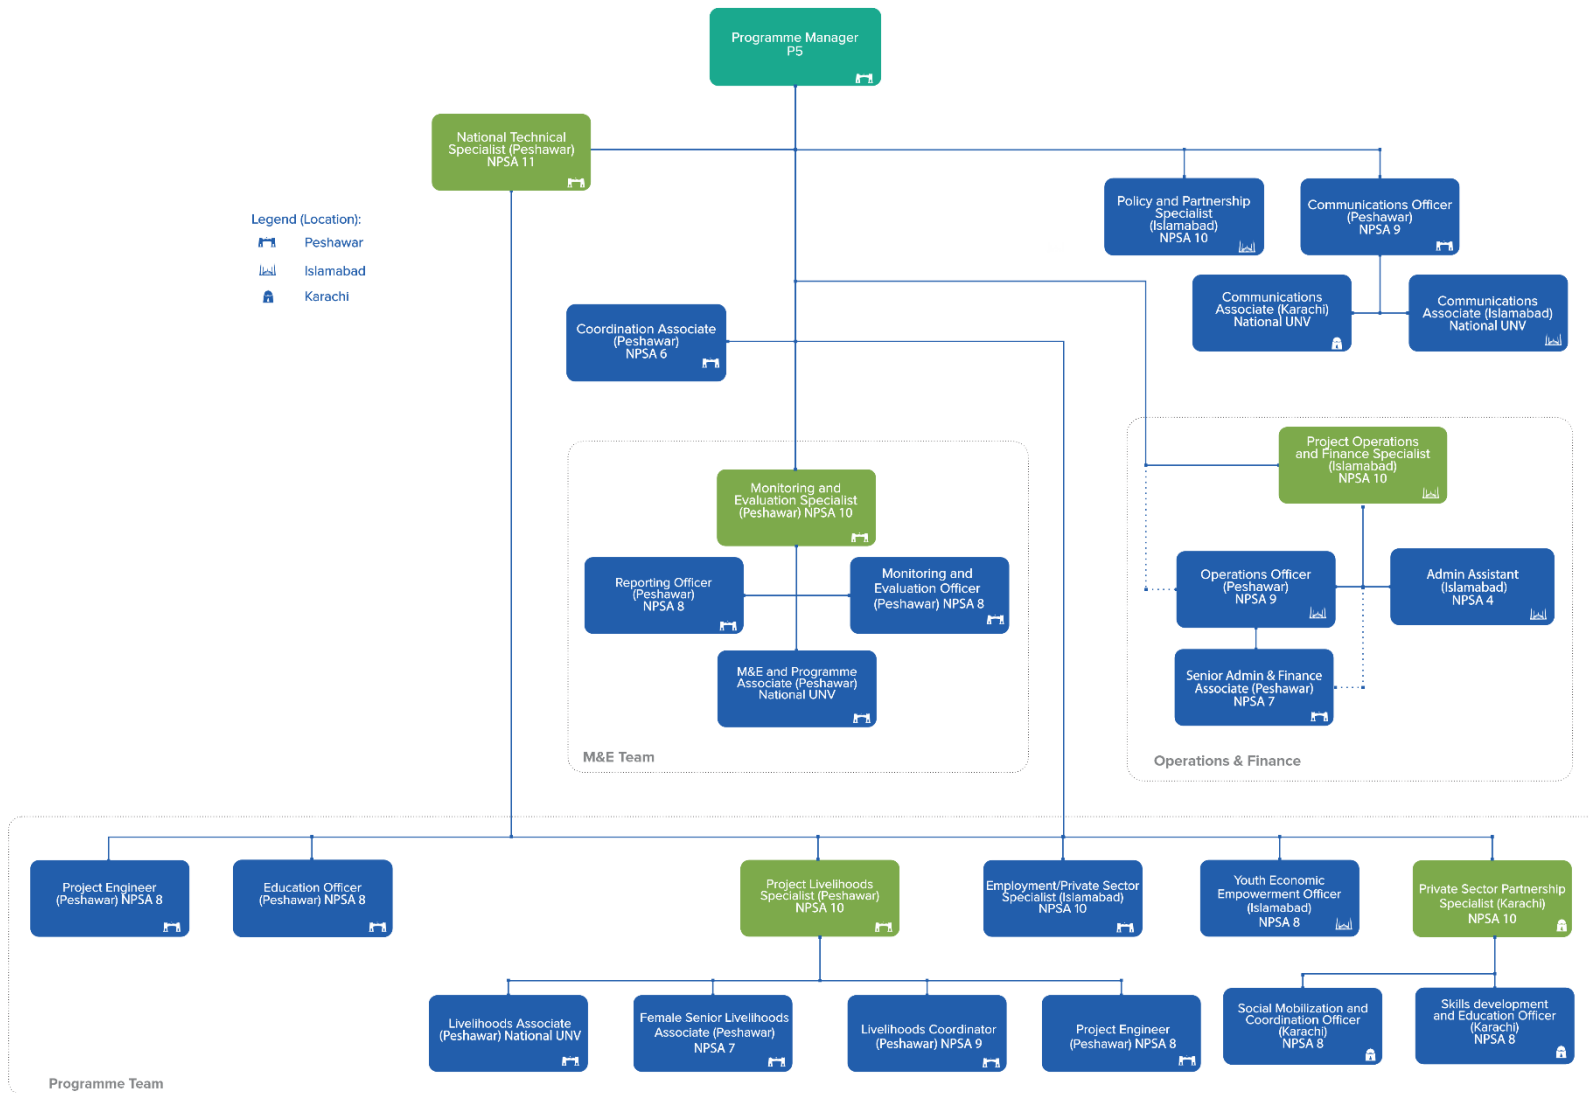 Programme Manager
P5
National Technical
Specialist (Peshawar)
NPSA 11
Legend (Location):
Peshawar
Islamabad
Karachi
Policy and Partnership
Specialist
(Islamabad)
NPSA 10
Communications Officer
(Peshawar)
NPSA 9
Communications
Associate (Karachi)
National UNV
Communications
Associate (Islamabad)
National UNV
Coordination Associate
(Peshawar)
NPSA 6
Monitoring and
Evaluation Specialist
(Peshawar) NPSA 10
Reporting Officer
(Peshawar)
NPSA 8
Monitoring and
Evaluation Officer
(Peshawar) NPSA 8
M&E and Programme
Associate (Peshawar)
National UNV
M&E Team
Project Operations
and Finance Specialist
(Islamabad)
NPSA 10
Operations Officer
(Peshawar)
NPSA 9
Admin Assistant
(Islamabad)
NPSA 4
Senior Admin & Finance
Associate (Peshawar)
NPSA 7
Operations & Finance
Project Engineer
(Peshawar) NPSA 8
Education Officer
(Peshawar) NPSA 8
Project Livelihoods
Specialist (Peshawar)
NPSA 10
Employment/Private Sector
Specialist (Islamabad)
NPSA 10
Youth Economic
Empowerment Officer
(Islamabad)
NPSA 8
Private Sector Partnership
Specialist (Karachi)
NPSA 10
Livelihoods Associate
(Peshawar) National UNV
Female Senior Livelihoods
Associate (Peshawar)
NPSA 7
Livelihoods Coordinator
(Peshawar) NPSA 9
Project Engineer
(Peshawar) NPSA 8
Social Mobilization and
Coordination Officer
(Karachi)
NPSA 8
Skills development
and Education Officer
(Karachi)
NPSA 8
Programme Team